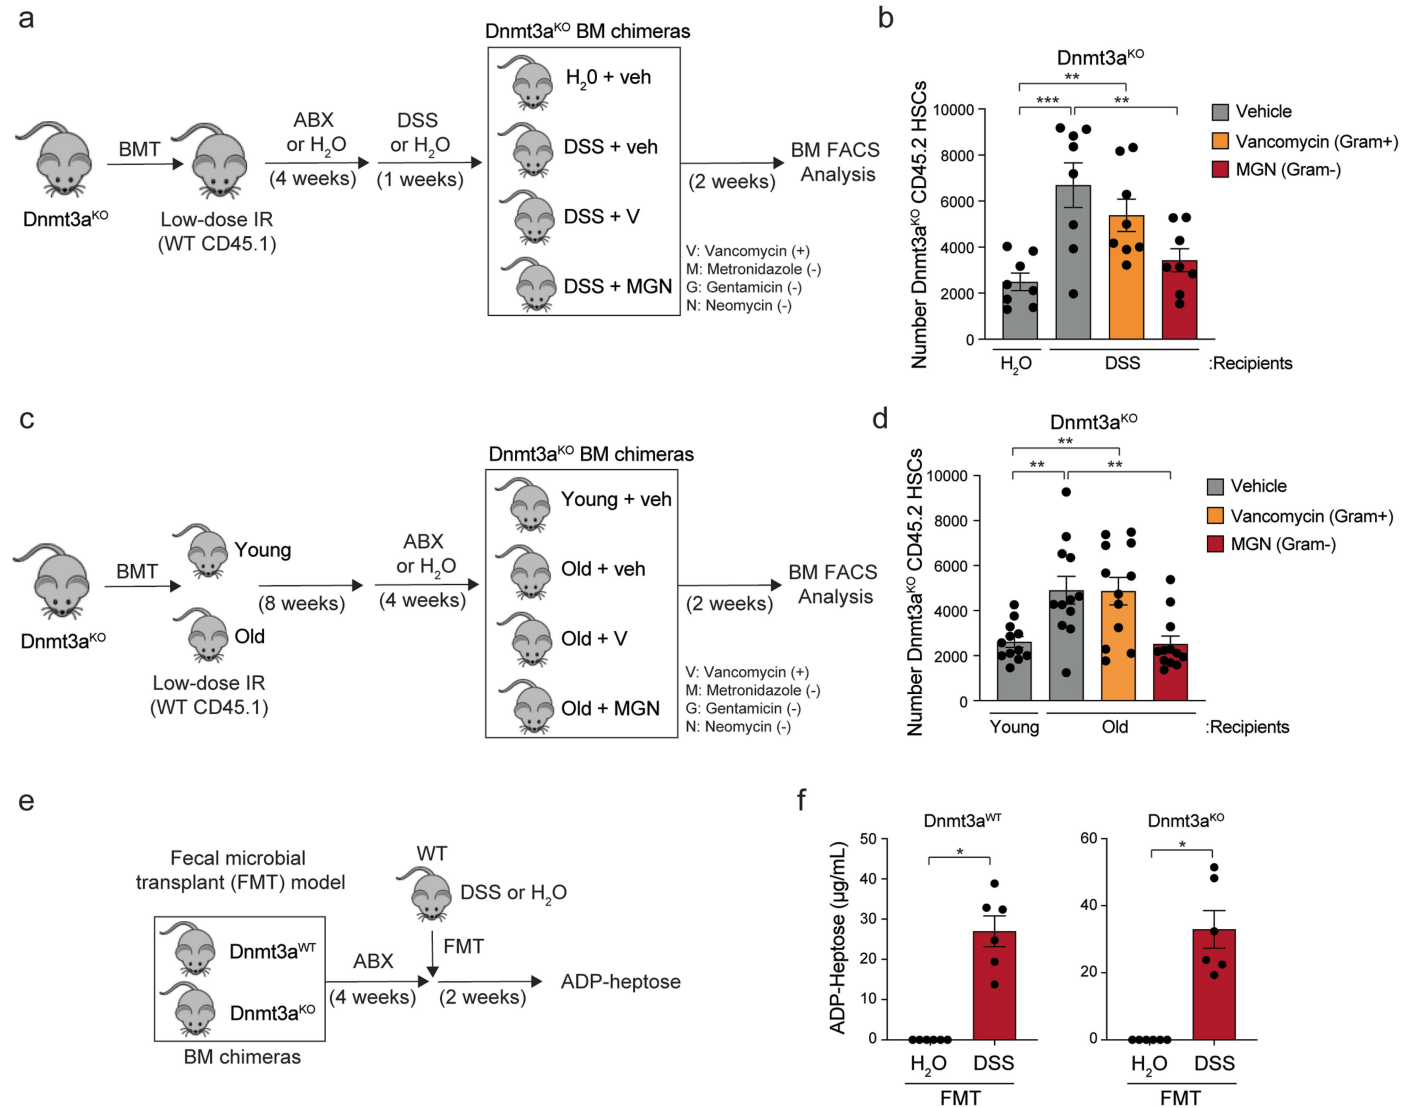 a
Dnmt3aKO
BMT
Low-dose IR
(WT CD45.1)
ABX
or H2O
(4 weeks)
DSS
or H2O
(1 weeks)
Dnmt3aKO BM chimeras
H20 + veh
DSS + veh
DSS + V
DSS + MGN
V: Vancomycin (+)
M: Metronidazole (-)
G: Gentamicin (-)
N: Neomycin (-)
(2 weeks)
BM FACS
Analysis
b
Dnmt3aKO
**
***
**
Number Dnmt3aKO CD45.2 HSCs
10000
8000
6000
4000
2000
0
H2O
DSS
:Recipients
Vehicle
Vancomycin (Gram+)
MGN (Gram-)
c
Dnmt3aKO
BMT
Young
Old
Low-dose IR
(WT CD45.1)
(8 weeks)
ABX
or H2O
(4 weeks)
Dnmt3aKO BM chimeras
Young + veh
Old + veh
Old + V
Old + MGN
V: Vancomycin (+)
M: Metronidazole (-)
G: Gentamicin (-)
N: Neomycin (-)
(2 weeks)
BM FACS
Analysis
d
Dnmt3aKO
**
**
**
Number Dnmt3aKO CD45.2 HSCs
10000
8000
6000
4000
2000
0
Young
Old
:Recipients
Vehicle
Vancomycin (Gram+)
MGN (Gram-)
e
Fecal microbial
transplant (FMT) model
Dnmt3aWT
Dnmt3aKO
BM chimeras
ABX
(4 weeks)
WT
DSS or H2O
FMT
(2 weeks)
ADP-heptose
f
Dnmt3aWT
*
ADP-Heptose (µg/mL)
50
40
30
20
10
0
H2O
DSS
FMT
Dnmt3aKO
*
60
40
20
0
H2O
DSS
FMT